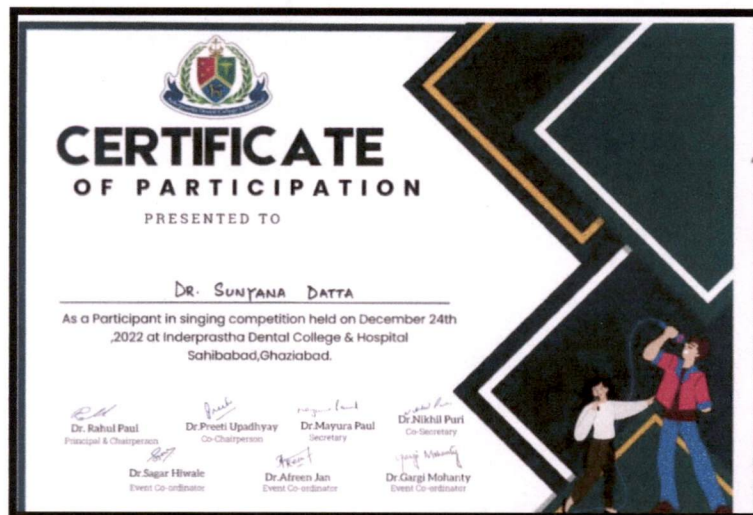 CERTIFICATE
OF PARTICIPATION
PRESENTED TO
DR. SUNYANA DATTA
As a Participant in singing competition held on December 24th
,2022 at Inderprastha Dental College & Hospital
Sahibabad,Ghaziabad.
Dr. Rahul Paul
Principal & Chairperson
Dr.Preeti Upadhyay
Co-Chairperson
Dr.Mayura Paul
Secretary
Dr.Nikhil Puri
Co-Secretary
Dr.Sagar Hiwale
Event Co-ordinator
Dr.Afreen Jan
Event Co-ordinator
Gargi Mohanty
Dr.Gargi Mohanty
Event Co-ordinator